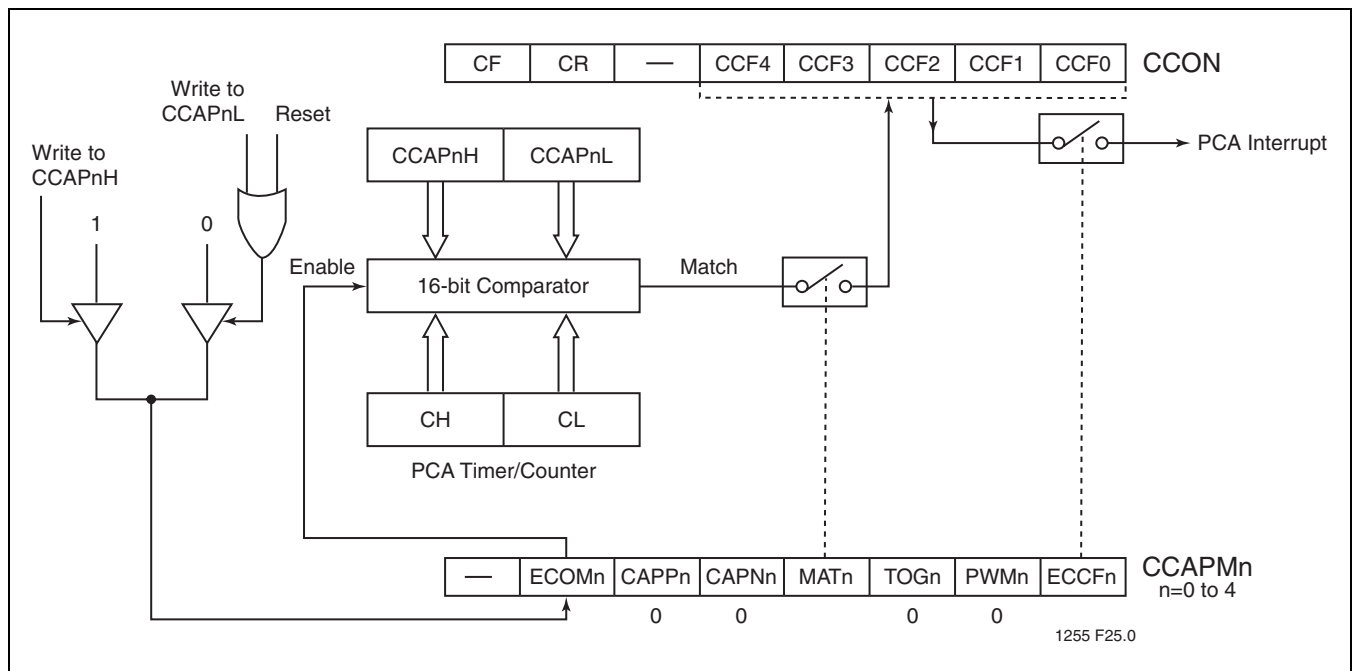 CF CR — CCF4 CCF3 CCF2 CCF1 CCF0 CCON
Write to
CCAPnL
Reset
Write to
CCAPnH
1
0
CCAPnH CCAPnL
PCA Interrupt
Enable
16-bit Comparator
Match
CH CL
PCA Timer/Counter
— ECOMn CAPPn CAPNn MATn TOGn PWMn ECCFn CCAPMn
n=0 to 4
0 0 0 0
1255 F25.0